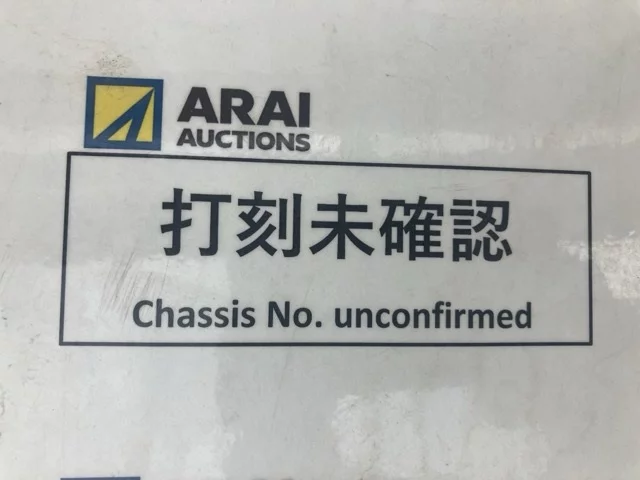 ARAI
AUCTIONS
打刻未確認
Chassis No. unconfirmed